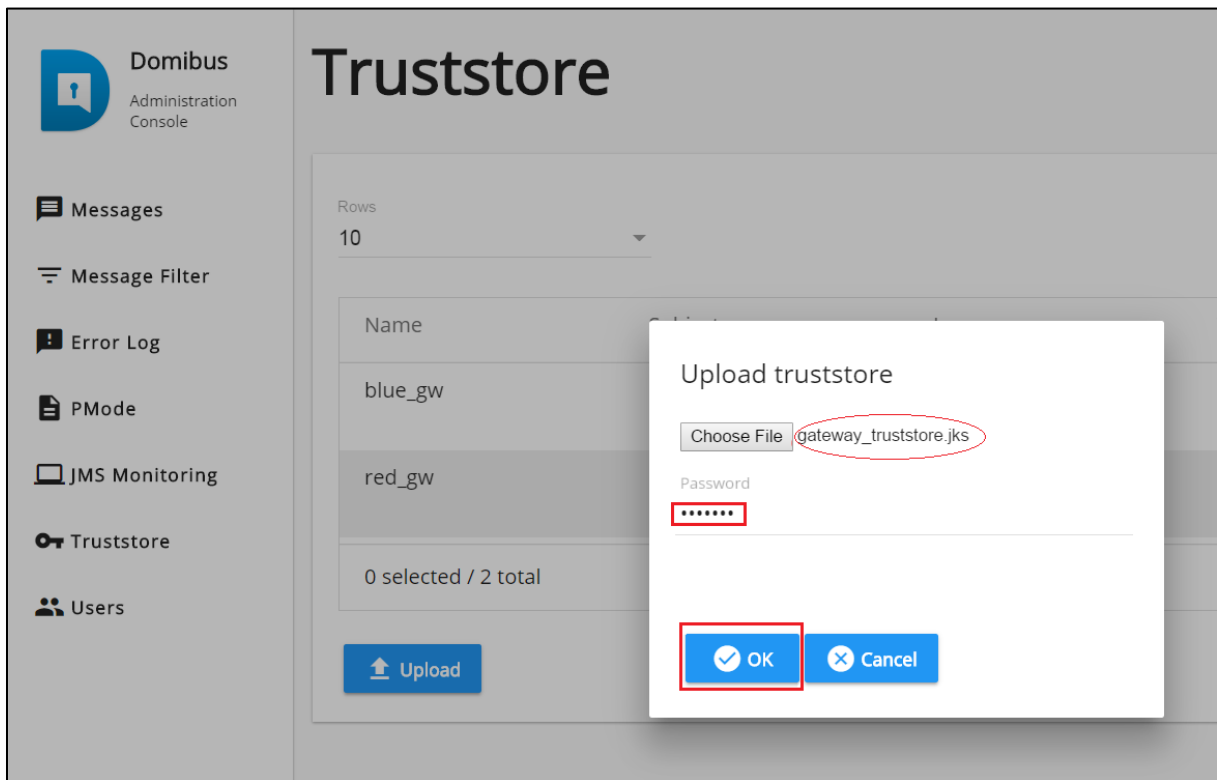 Domibus
Administration
Console
Messages
Message Filter
Error Log
PMode
JMS Monitoring
Truststore
Users
Truststore
Rows
10
Name
blue_gw
red_gw
0 selected / 2 total
Upload
Upload truststore
Choose File gateway_truststore.jks
Password
•••••••
OK Cancel